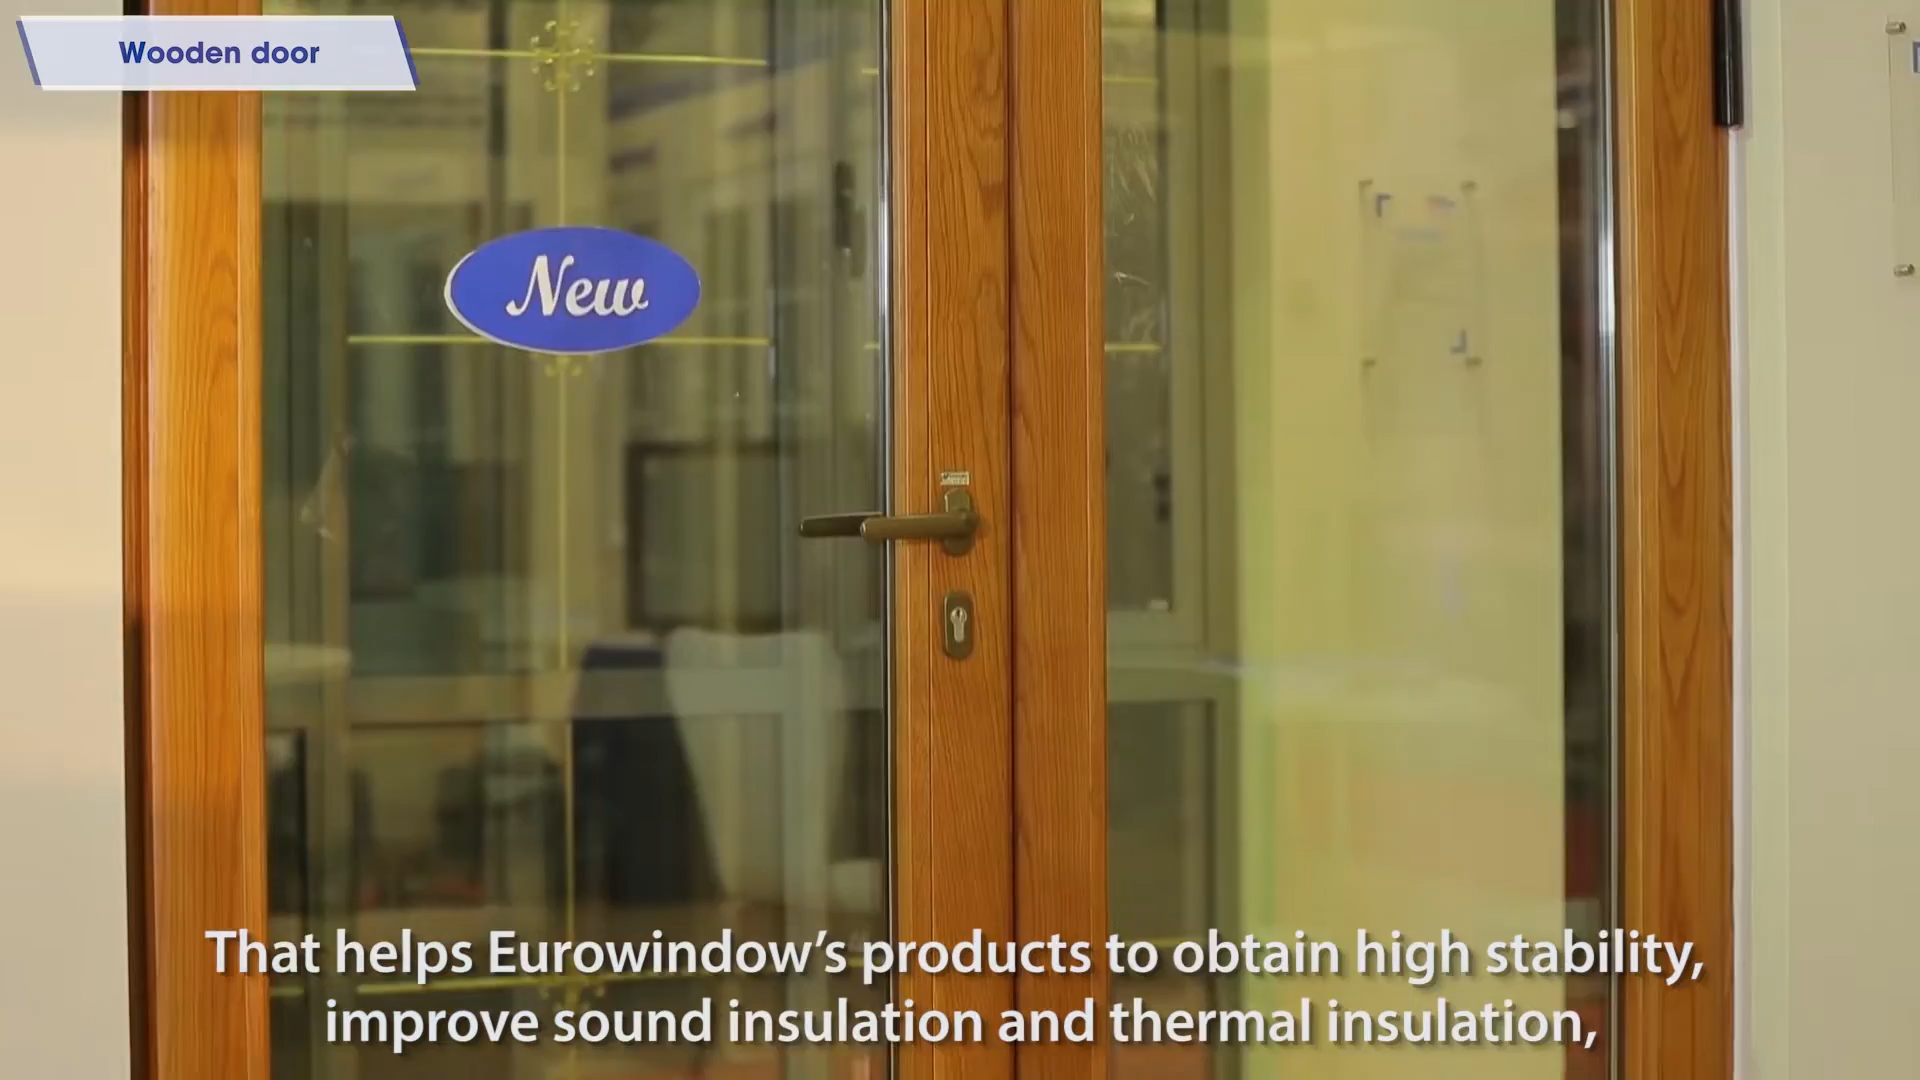 Wooden door
New
That helps Eurowindow's products to obtain high stability,
improve sound insulation and thermal insulation,